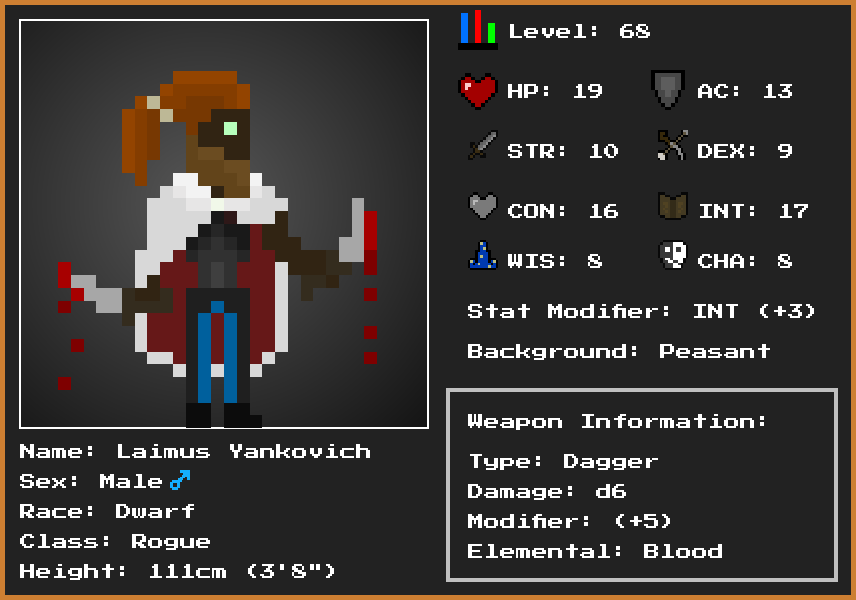 Level: 68
HP: 19 AC: 13
STR: 10 DEX: 9
CON: 16 INT: 17
WIS: 8 CHA: 8
Stat Modifier: INT (+3)
Background: Peasant
Weapon Information:
Type: Dagger
Damage: d6
Modifier: (+5)
Elemental: Blood
Name: Laimus Yankovich
Sex: Male ♂
Race: Dwarf
Class: Rogue
Height: 111cm (3'8")